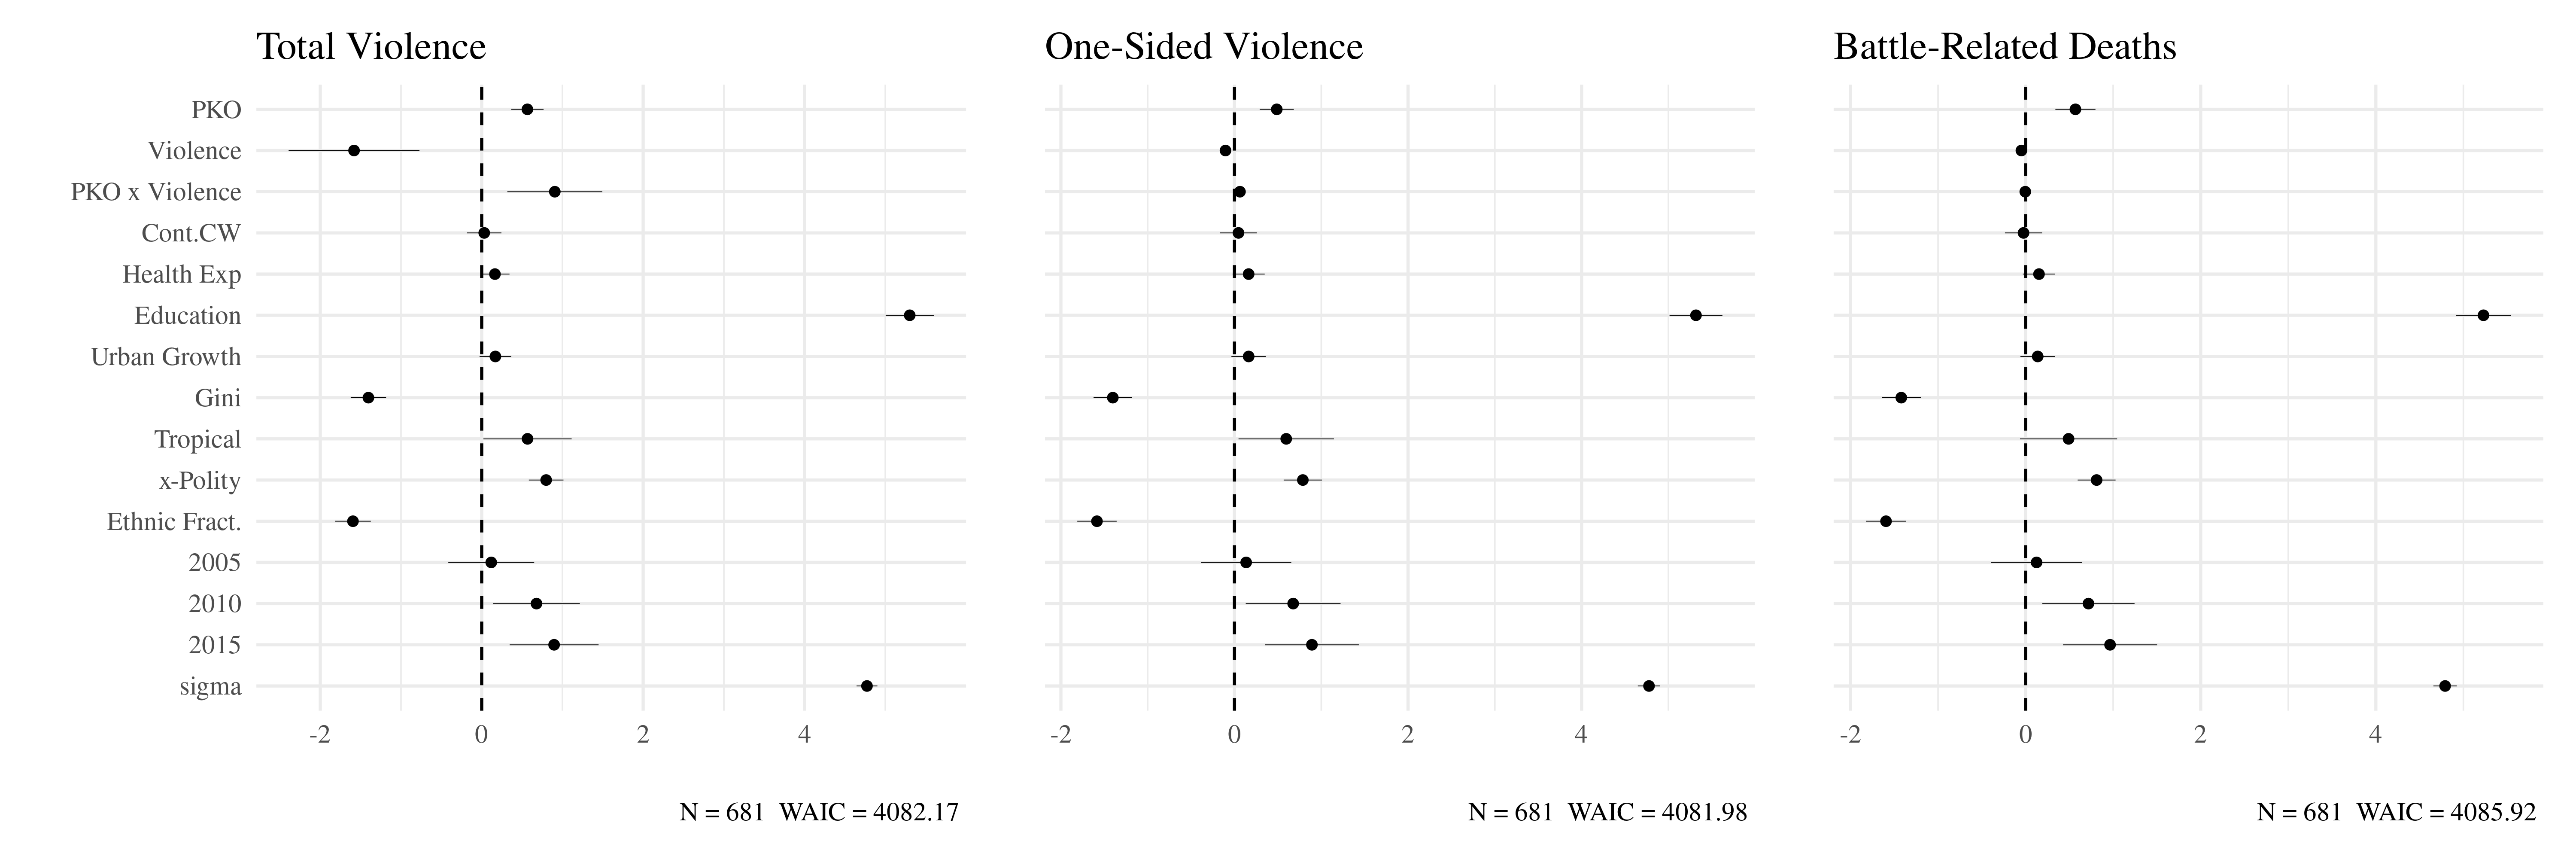 Total Violence
One-Sided Violence
Battle-Related Deaths
PKO
Violence
PKO x Violence
Cont.CW
Health Exp
Education
Urban Growth
Gini
Tropical
x-Polity
Ethnic Fract.
2005
2010
2015
sigma
-2 0 2 4
-2 0 2 4
-2 0 2 4
N = 681 WAIC = 4082.17
N = 681 WAIC = 4081.98
N = 681 WAIC = 4085.92